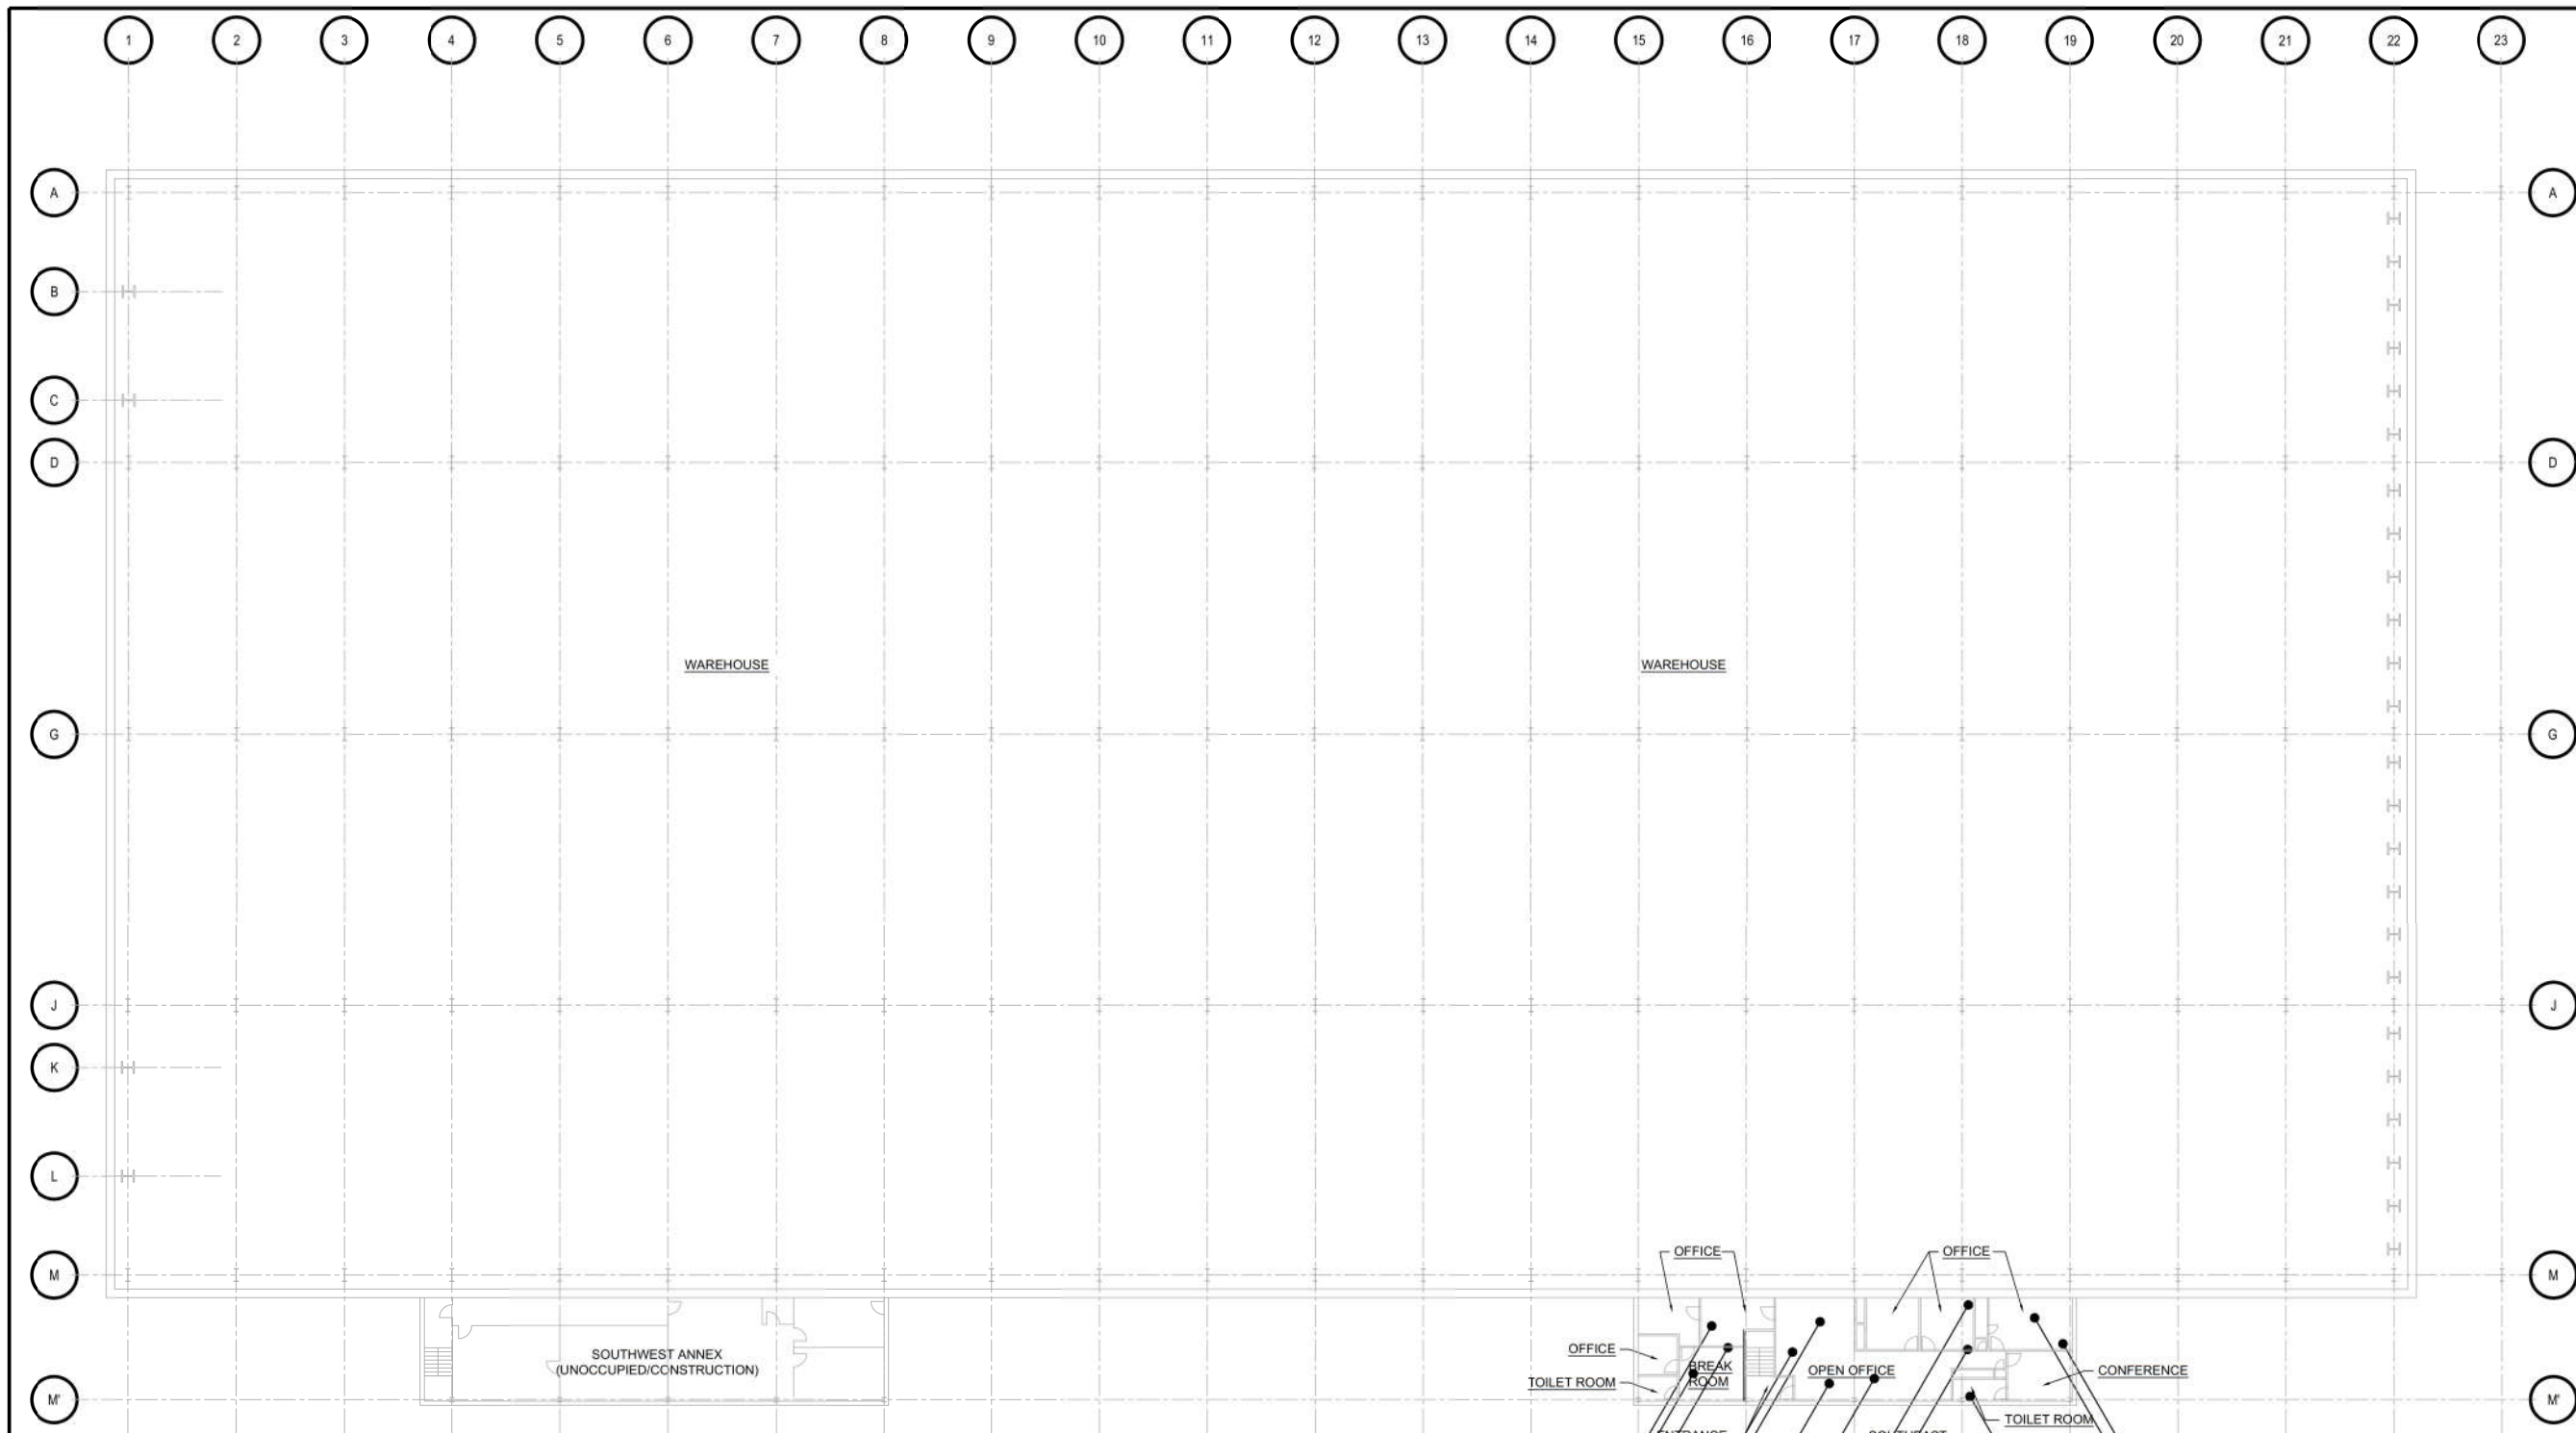 1 2 3 4 5 6 7 8 9 10 11 12 13 14 15 16 17 18 19 20 21 22 23
A A
B
C
D D
WAREHOUSE WAREHOUSE
G G
J J
K
L
OFFICE OFFICE
M M
OFFICE
SOUTHWEST ANNEX
(UNOCCUPIED/CONSTRUCTION)
BREAK
ROOM
OPEN OFFICE
CONFERENCE
TOILET ROOM
M' M'
TOILET ROOM
ENTRANCE
SOUTHEAST